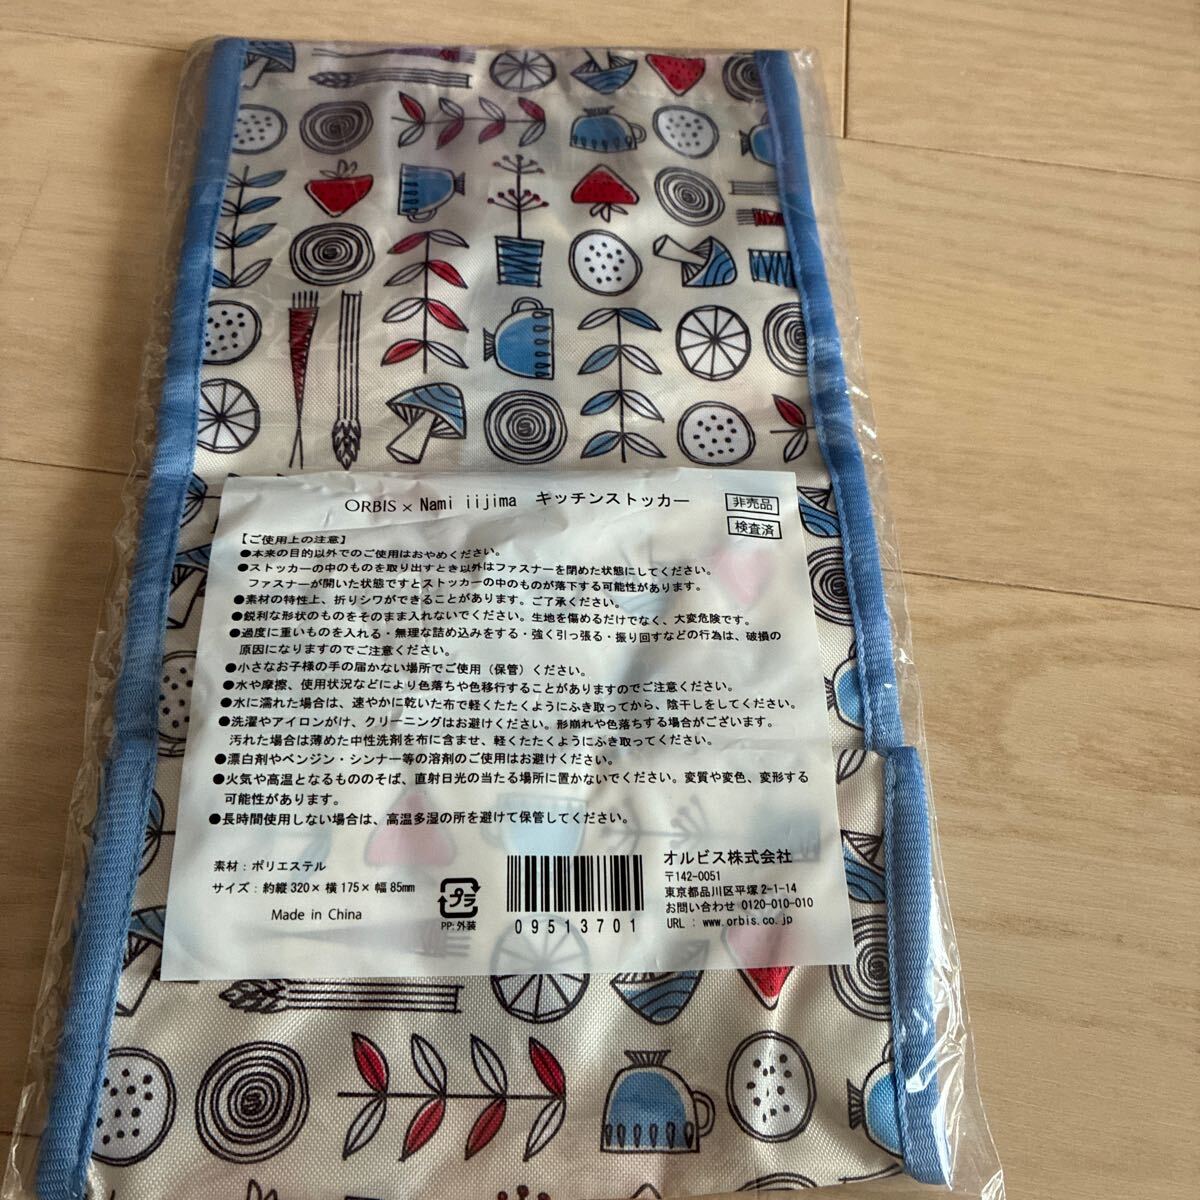 ORBIS × Nami iijima キッチンストッカー
非売品
検査済
【ご使用上の注意】
●本来の目的以外でのご使用はおやめください。
●ストッカーの中のものを取り出すとき以外はファスナーを閉めた状態にしてください。
ファスナーが開いた状態ですとストッカーの中のものが落下する可能性があります。
●素材の特性上、折りシワができることがあります。ご了承ください。
●鋭利な形状のものをそのまま入れないでください。生地を傷めるだけでなく、大変危険です。
●過度に重いものを入れる・無理な詰め込みをする・強く引っ張る・振り回すなどの行為は、破損の
原因になりますのでご注意ください。
●小さなお子様の手の届かない場所でご使用（保管）ください。
●水や摩擦、使用状況などにより色落ちや色移行することがありますのでご注意ください。
●水に濡れた場合は、速やかに乾いた布で軽くたたくようにふき取ってから、陰干しをしてください。
●洗濯やアイロンがけ、クリーニングはお避けください。形崩れや色落ちする場合がございます。
汚れた場合は薄めた中性洗剤を布に含ませ、軽くたたくようにふき取ってください。
●漂白剤やベンジン・シンナー等の溶剤のご使用はお避けください。
●火気や高温となるもののそば、直射日光の当たる場所に置かないでください。変質や変色、変形する
可能性があります。
●長時間使用しない場合は、高温多湿の所を避けて保管してください。
素材：ポリエステル
サイズ：約縦320×横175×幅85mm
Made in China
プラ
PP:外装
09513701
オルビス株式会社
〒142-0051
東京都品川区平塚2-1-14
お問い合わせ 0120-010-010
URL : www.orbis.co.jp